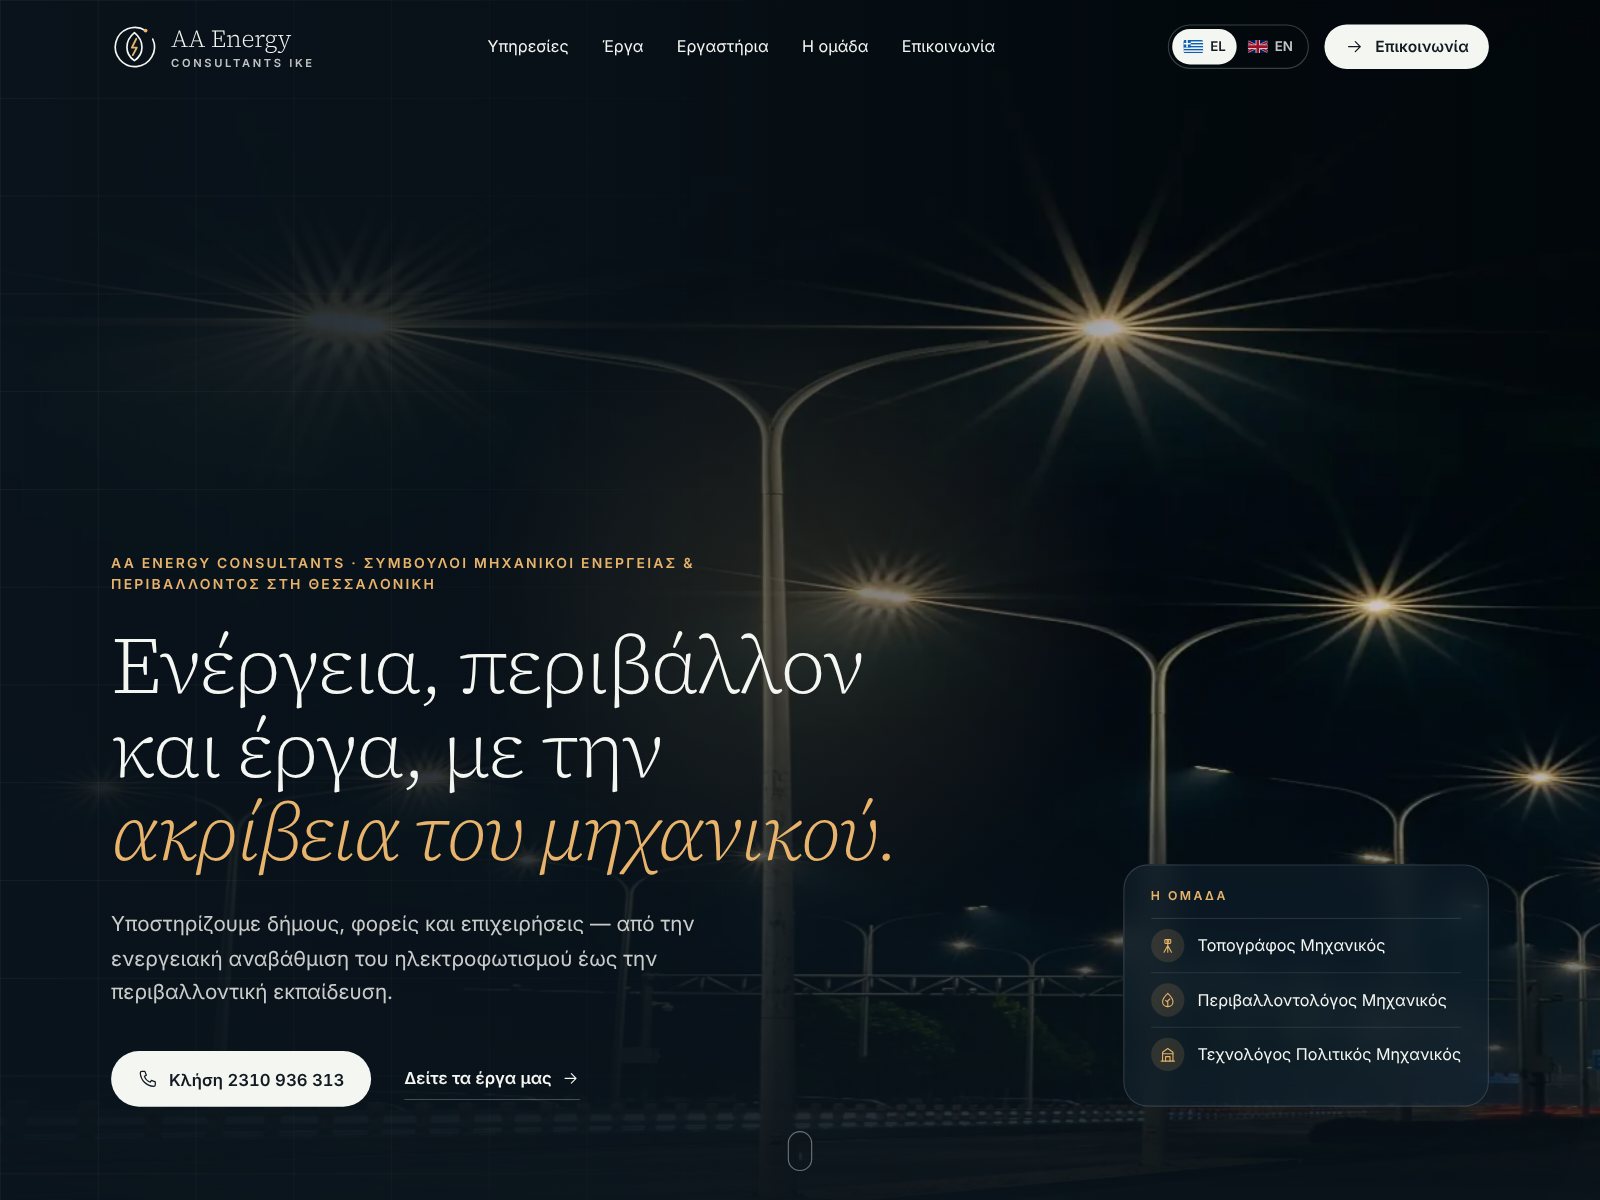 AA Energy
CONSULTANTS IKE
Υπηρεσίες
Έργα
Εργαστήρια
Η ομάδα
Επικοινωνία
EL
EN
Επικοινωνία
AA ENERGY CONSULTANTS · ΣΥΜΒΟΥΛΟΙ ΜΗΧΑΝΙΚΟΙ ΕΝΕΡΓΕΙΑΣ &
ΠΕΡΙΒΑΛΛΟΝΤΟΣ ΣΤΗ ΘΕΣΣΑΛΟΝΙΚΗ
Ενέργεια, περιβάλλον
και έργα, με την
ακρίβεια του μηχανικού.
Υποστηρίζουμε δήμους, φορείς και επιχειρήσεις — από την
ενεργειακή αναβάθμιση του ηλεκτροφωτισμού έως την
περιβαλλοντική εκπαίδευση.
Κλήση 2310 936 313
Δείτε τα έργα μας
Η ΟΜΑΔΑ
Τοπογράφος Μηχανικός
Περιβαλλοντολόγος Μηχανικός
Τεχνολόγος Πολιτικός Μηχανικός